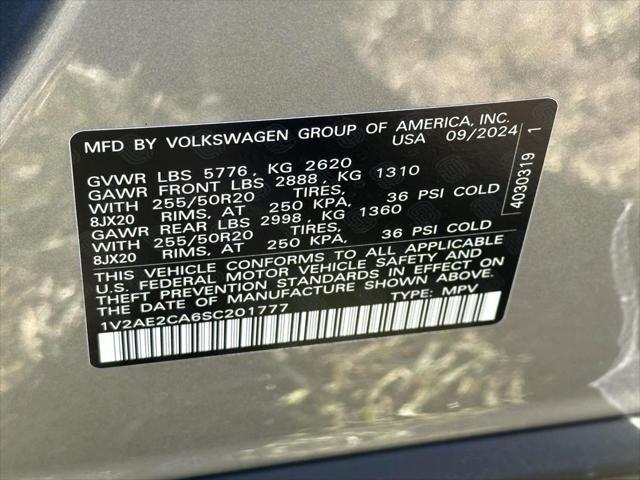 MFD BY VOLKSWAGEN GROUP OF AMERICA, INC.
USA 09/2024
GVWR LBS 5776, KG 2620
GAWR FRONT LBS 2888, KG 1310
WITH 255/50R20 TIRES,
8JX20 RIMS, AT 250 KPA, 36 PSI COLD
GAWR REAR LBS 2998, KG 1360
WITH 255/50R20 TIRES,
8JX20 RIMS, AT 250 KPA, 36 PSI COLD
THIS VEHICLE CONFORMS TO ALL APPLICABLE
U.S. FEDERAL MOTOR VEHICLE SAFETY AND
THEFT PREVENTION STANDARDS IN EFFECT ON
THE DATE OF MANUFACTURE SHOWN ABOVE.
1V2AE2CA6SC201777 TYPE: MPV
4030319 1